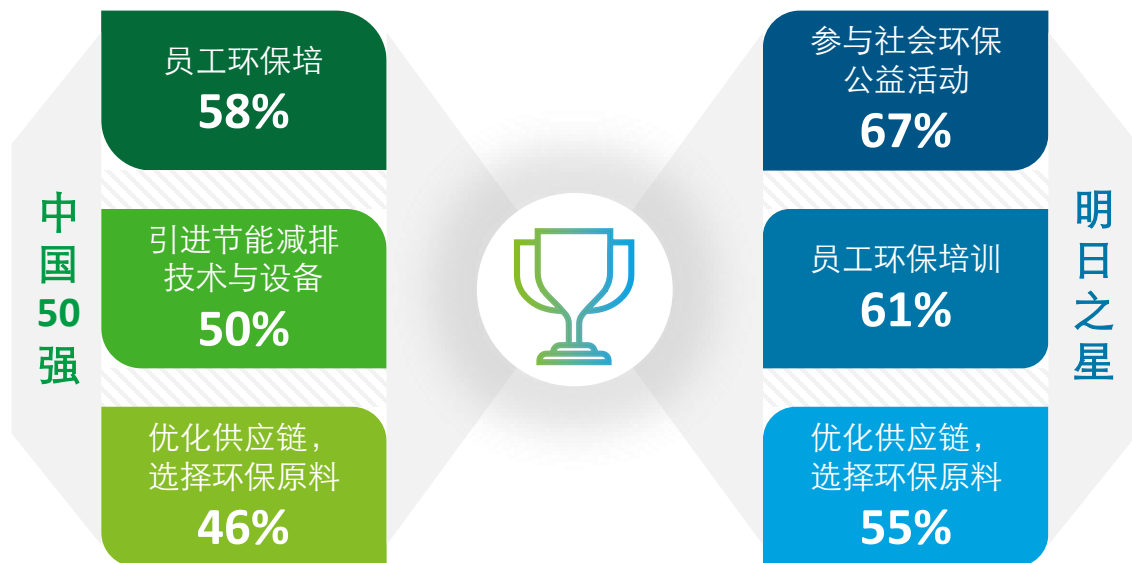 中
国
50
强
员工环保培
58%
引进节能减排
技术与设备
50%
优化供应链，
选择环保原料
46%
参与社会环保
公益活动
67%
员工环保培训
61%
优化供应链，
选择环保原料
55%
明
日
之
星